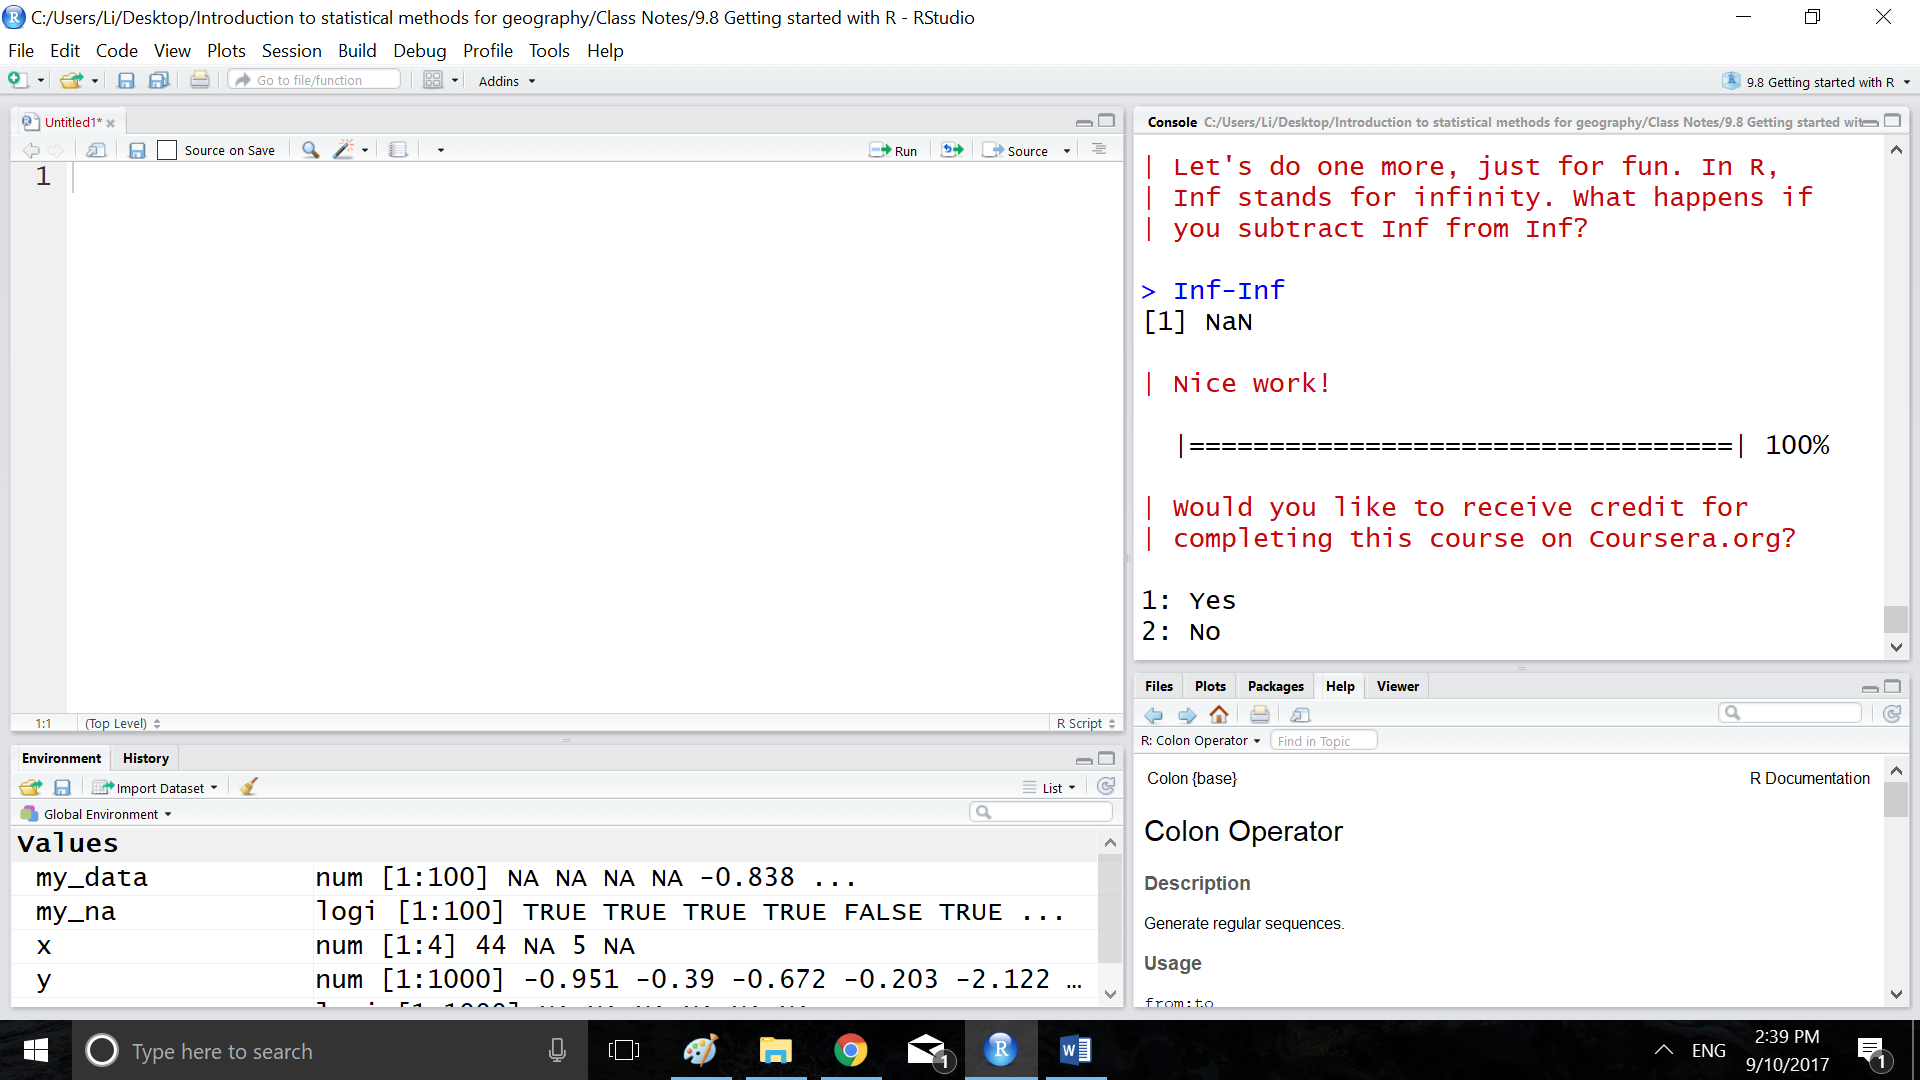 C:/Users/Li/Desktop/Introduction to statistical methods for geography/Class Notes/9.8 Getting started with R - RStudio
File Edit Code View Plots Session Build Debug Profile Tools Help
Go to file/function Addins 9.8 Getting started with R
Untitled1*
Source on Save Run Source
1
1:1 (Top Level) R Script
Environment History
Import Dataset List
Global Environment
Values
my_data num [1:100] NA NA NA NA -0.838 ...
my_na logi [1:100] TRUE TRUE TRUE TRUE FALSE TRUE ...
x num [1:4] 44 NA 5 NA
y num [1:1000] -0.951 -0.39 -0.672 -0.203 -2.122 ...
Console C:/Users/Li/Desktop/Introduction to statistical methods for geography/Class Notes/9.8 Getting started wit
| Let's do one more, just for fun. In R,
| Inf stands for infinity. What happens if
| you subtract Inf from Inf?
> Inf-Inf
[1] NaN
| Nice work!
|==================================| 100%
| Would you like to receive credit for
| completing this course on Coursera.org?
1: Yes
2: No
Files Plots Packages Help Viewer
R: Colon Operator Find in Topic
Colon {base} R Documentation
Colon Operator
Description
Generate regular sequences.
Usage
from:to
Type here to search 1 ENG 2:39 PM
9/10/2017 1